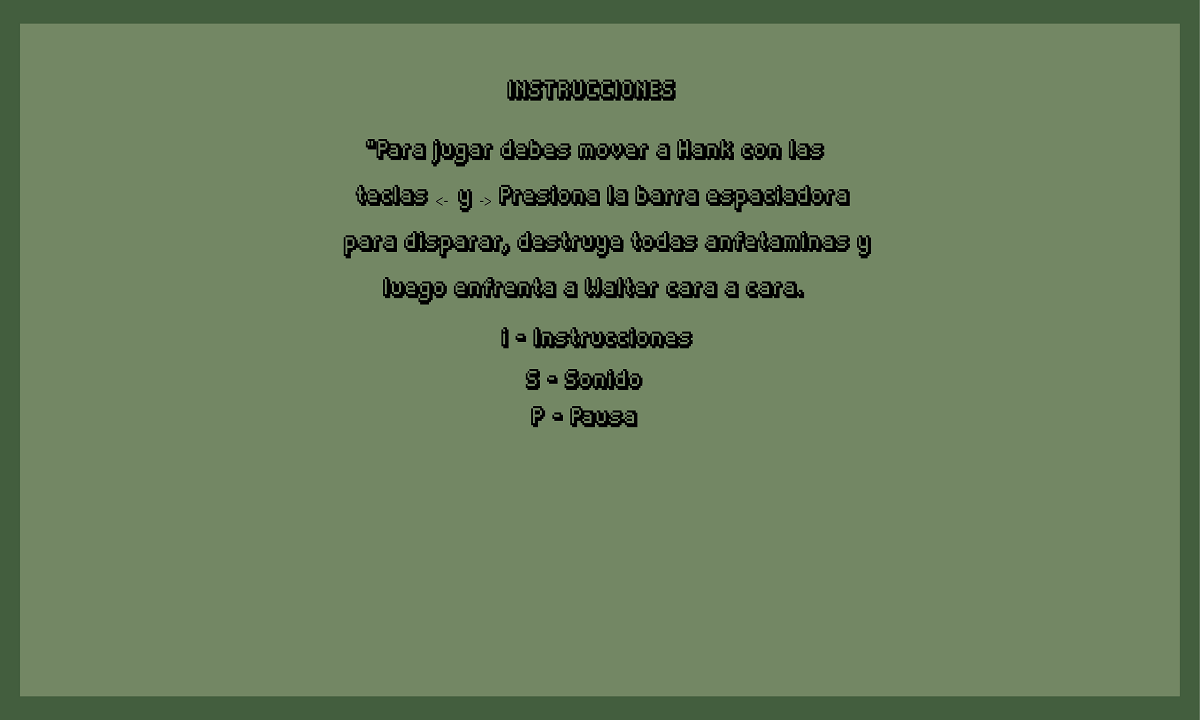 INSTRUCCIONES
"Para jugar debes mover a Hank con las
teclas <- y -> Presiona la barra espaciadora
para disparar, destruye todas anfetaminas y
luego enfrenta a Walter cara a cara.
i - Instrucciones
S - Sonido
P - Pausa